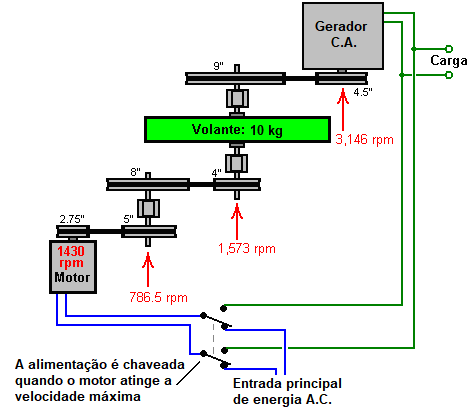 Gerador
C.A.
9"
Carga
4.5"
Volante: 10 kg
3,146 rpm
8"
4"
2.75"
5"
1430
rpm
Motor
1,573 rpm
786.5 rpm
A alimentação é chaveada
quando o motor atinge a
velocidade máxima
Entrada principal
de energia A.C.